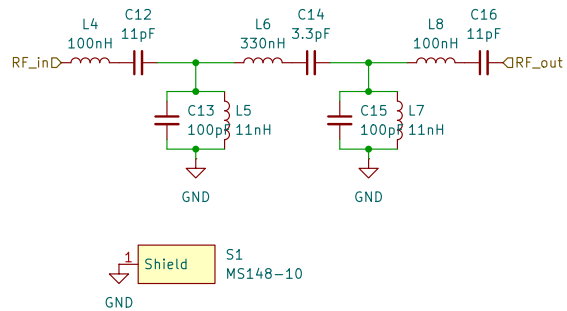 L4
100nH
C12
11pF
L6
330nH
C14
3.3pF
L8
100nH
C16
11pF
RF_in
RF_out
C13
100pF
L5
11nH
C15
100pF
L7
11nH
GND
GND
1
Shield
S1
MS148-10
GND